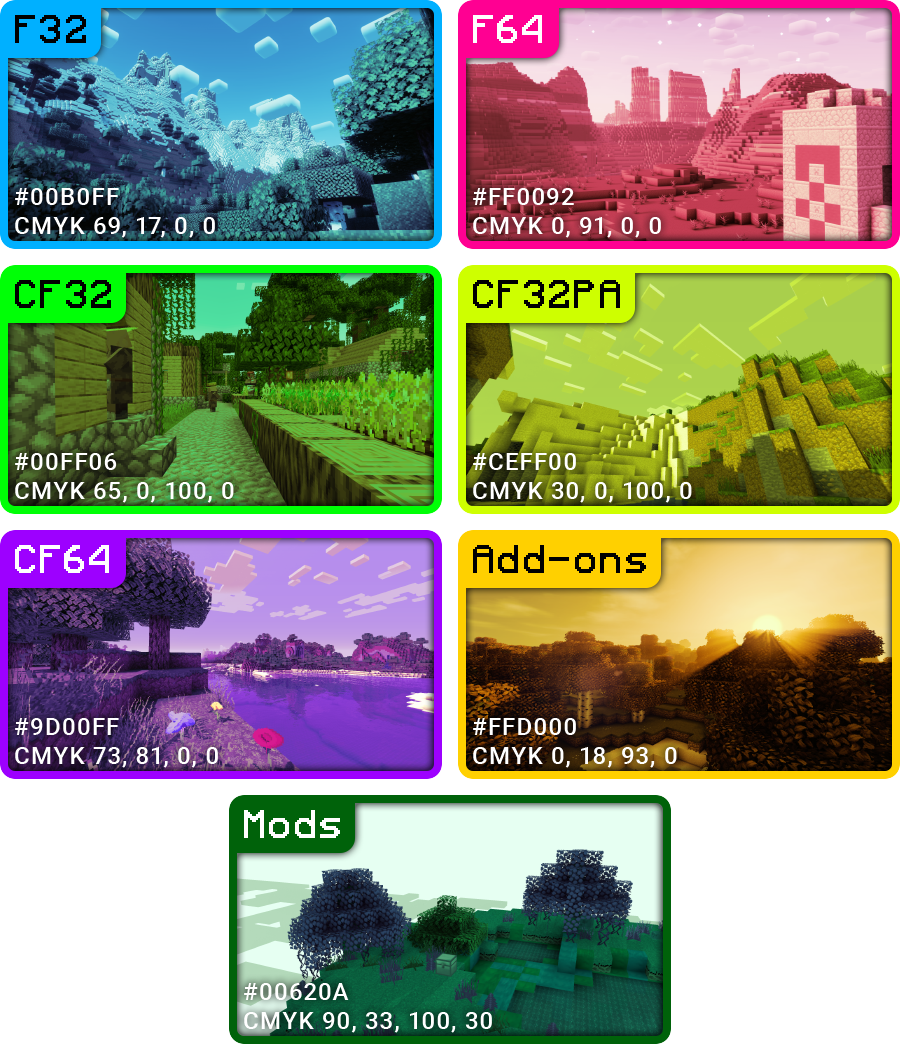 F32
#00B0FF
CMYK 69, 17, 0, 0
F64
#FF0092
CMYK 0, 91, 0, 0
CF32
#00FF06
CMYK 65, 0, 100, 0
CF32PA
#CEFF00
CMYK 30, 0, 100, 0
CF64
#9D00FF
CMYK 73, 81, 0, 0
Add-ons
#FFD000
CMYK 0, 18, 93, 0
Mods
#00620A
CMYK 90, 33, 100, 30